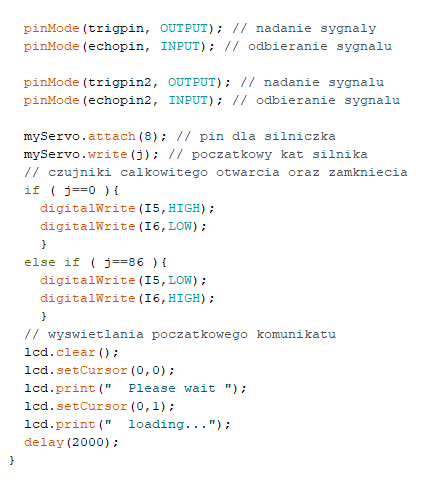 pinMode(trigpin, OUTPUT); // nadanie sygnaly
pinMode(echopin, INPUT); // odbieranie sygnalu
pinMode(trigpin2, OUTPUT); // nadanie sygnalu
pinMode(echopin2, INPUT); // odbieranie sygnalu
myServo.attach(8); // pin dla silniczka
myServo.write(j); // poczatkowy kat silnika
// czujniki calkowitego otwarcia oraz zamkniecia
if ( j==0 ){
digitalWrite(I5,HIGH);
digitalWrite(I6,LOW);
}
else if ( j==86 ){
digitalWrite(I5,LOW);
digitalWrite(I6,HIGH);
}
// wyswietlania poczatkowego komunikatu
lcd.clear();
lcd.setCursor(0,0);
lcd.print("  Please wait ");
lcd.setCursor(0,1);
lcd.print("  loading...");
delay(2000);
}